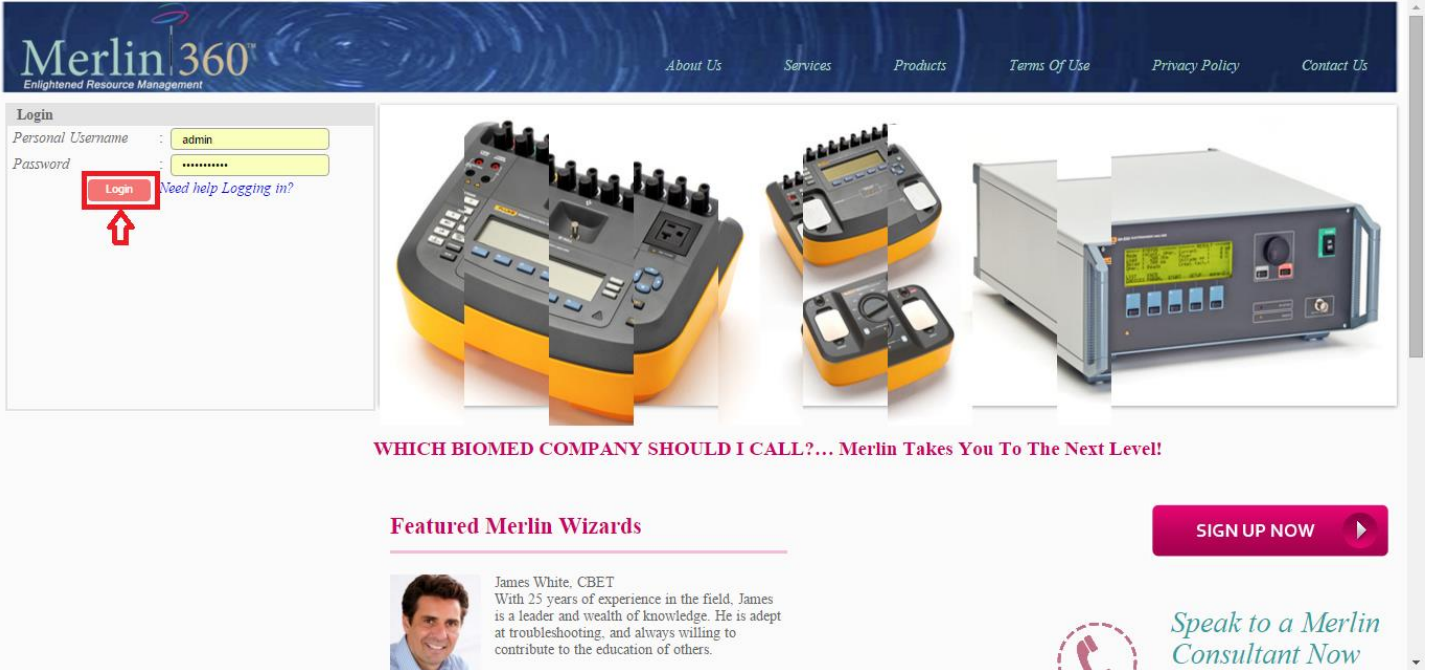 Merlin 360™
Enlightened Resource Management
About Us
Services
Products
Terms Of Use
Privacy Policy
Contact Us
Login
Personal Username : admin
Password : •••••••••••
Login Need help Logging in?
WHICH BIOMED COMPANY SHOULD I CALL?... Merlin Takes You To The Next Level!
Featured Merlin Wizards
SIGN UP NOW
James White, CBET
With 25 years of experience in the field, James
is a leader and wealth of knowledge. He is adept
at troubleshooting, and always willing to
contribute to the education of others.
Speak to a Merlin
Consultant Now